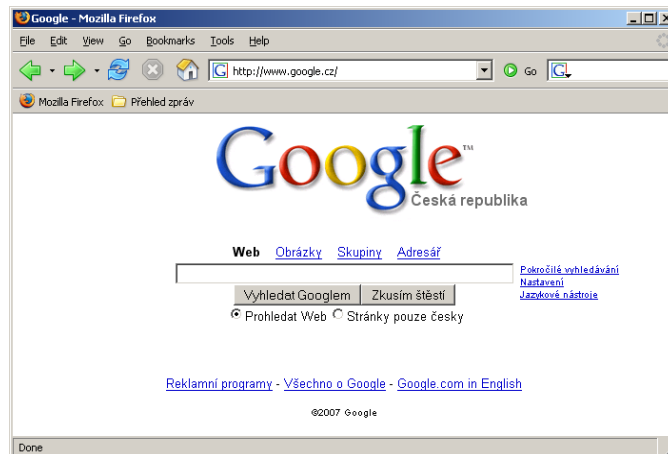 Google - Mozilla Firefox
File Edit View Go Bookmarks Tools Help
http://www.google.cz/ Go
Mozilla Firefox Přehled zpráv
Google™
Česká republika
Web Obrázky Skupiny Adresář
Pokročilé vyhledávání
Nastavení
Jazykové nástroje
Vyhledat Googlem Zkusím štěstí
Prohledat Web Stránky pouze česky
Reklamní programy - Všechno o Google - Google.com in English
©2007 Google
Done